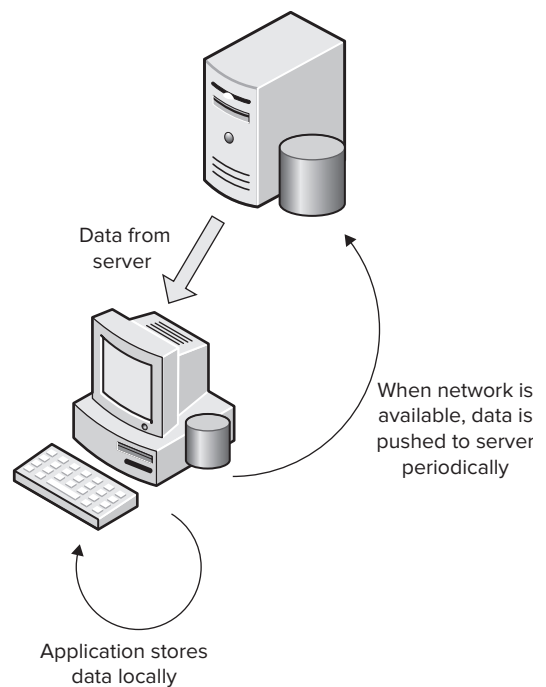 Data from
server
When network is
available, data is
pushed to server
periodically
Application stores
data locally